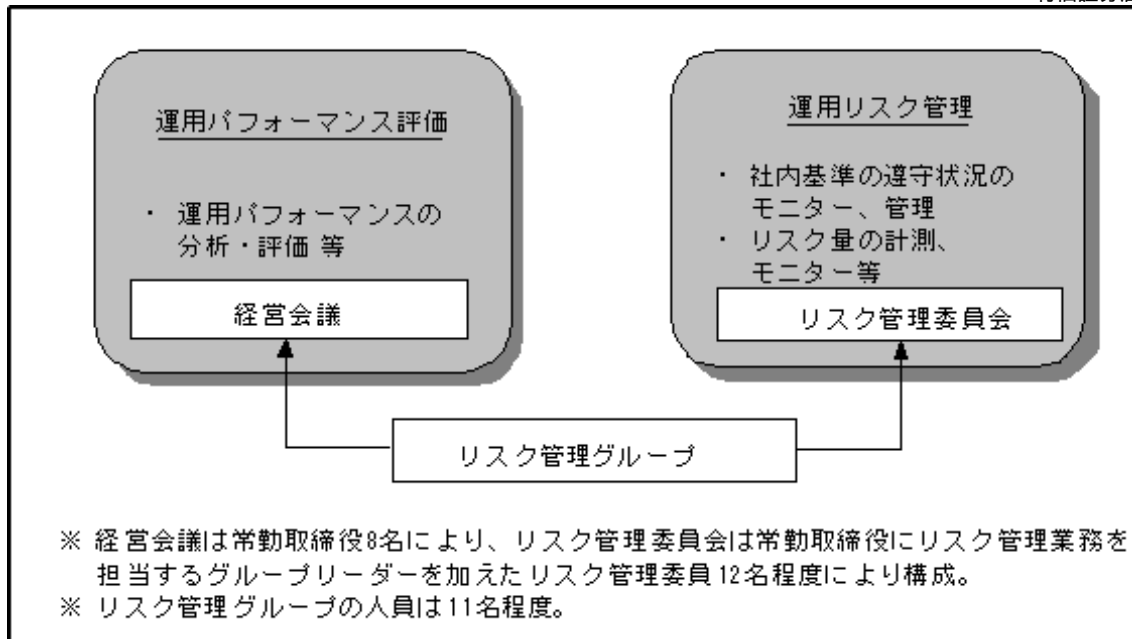 運用パフォーマンス評価
・ 運用パフォーマンスの
分析・評価 等
経営会議
運用リスク管理
・ 社内基準の遵守状況の
モニター、管理
・ リスク量の計測、
モニター等
リスク管理委員会
リスク管理グループ
※ 経営会議は常勤取締役8名により、リスク管理委員会は常勤取締役にリスク管理業務を
担当するグループリーダーを加えたリスク管理委員12名程度により構成。
※ リスク管理グループの人員は11名程度。